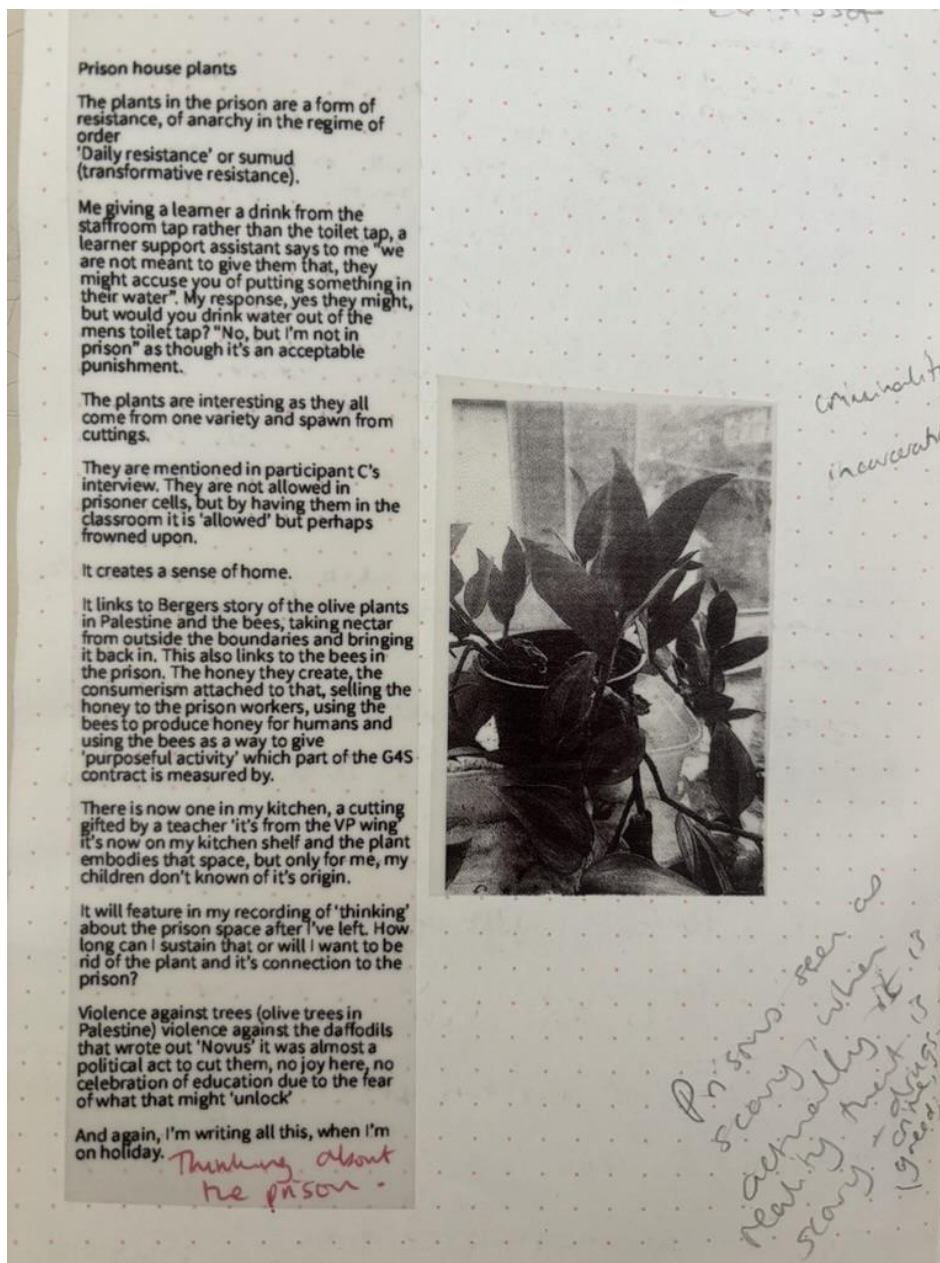 Prison house plants
The plants in the prison are a form of
resistance, of anarchy in the regime of
order
'Daily resistance' or sumud
(transformative resistance).
Me giving a learner a drink from the
staffroom tap rather than the toilet tap, a
learner support assistant says to me "we
are not meant to give them that, they
might accuse you of putting something in
their water". My response, yes they might,
but would you drink water out of the
mens toilet tap? "No, but I'm not in
prison" as though it's an acceptable
punishment.
The plants are interesting as they all
come from one variety and spawn from
cuttings.
They are mentioned in participant C's
interview. They are not allowed in
prisoner cells, but by having them in the
classroom it is 'allowed' but perhaps
frowned upon.
It creates a sense of home.
It links to Bergers story of the olive plants
in Palestine and the bees, taking nectar
from outside the boundaries and bringing
it back in. This also links to the bees in
the prison. The honey they create, the
consumerism attached to that, selling the
honey to the prison workers, using the
bees to produce honey for humans and
using the bees as a way to give
'purposeful activity' which part of the G4S
contract is measured by.
There is now one in my kitchen, a cutting
gifted by a teacher 'it's from the VP wing'
it's now on my kitchen shelf and the plant
embodies that space, but only for me, my
children don't known of it's origin.
It will feature in my recording of 'thinking'
about the prison space after I've left. How
long can I sustain that or will I want to be
rid of the plant and it's connection to the
prison?
Violence against trees (olive trees in
Palestine) violence against the daffodils
that wrote out 'Novus' it was almost a
political act to cut them, no joy here, no
celebration of education due to the fear
of what that might 'unlock'
And again, I'm writing all this, when I'm
on holiday. Thinking about
the prison.
Prisons seen as
scary when
actually it is
reality that is
scary - drugs
crime